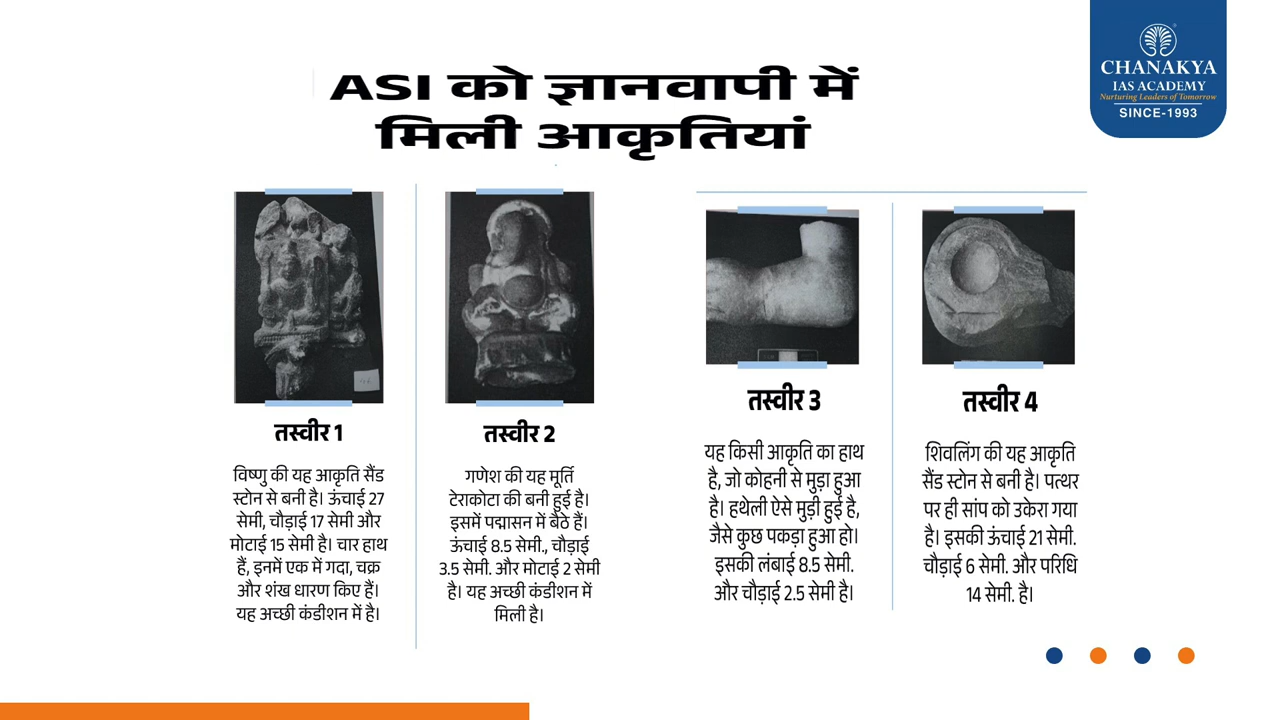 CHANAKYA
IAS ACADEMY
Nurturing Leaders of Tomorrow
SINCE-1993
ASI को ज्ञानवापी में
मिली आकृतियां
तस्वीर 1
विष्णु की यह आकृति सैंड
स्टोन से बनी है। ऊंचाई 27
सेमी, चौड़ाई 17 सेमी और
मोटाई 15 सेमी है। चार हाथ
हैं, इनमें एक में गदा, चक्र
और शंख धारण किए हैं।
यह अच्छी कंडीशन में है।
तस्वीर 2
गणेश की यह मूर्ति
टेराकोटा की बनी हुई है।
इसमें पद्मासन में बैठे हैं।
ऊंचाई 8.5 सेमी., चौड़ाई
3.5 सेमी. और मोटाई 2 सेमी
है। यह अच्छी कंडीशन में
मिली है।
तस्वीर 3
यह किसी आकृति का हाथ
है, जो कोहनी से मुड़ा हुआ
है। हथेली ऐसे मुड़ी हुई है,
जैसे कुछ पकड़ा हुआ हो।
इसकी लंबाई 8.5 सेमी.
और चौड़ाई 2.5 सेमी है।
तस्वीर 4
शिवलिंग की यह आकृति
सैंड स्टोन से बनी है। पत्थर
पर ही सांप को उकेरा गया
है। इसकी ऊंचाई 21 सेमी.
चौड़ाई 6 सेमी. और परिधि
14 सेमी. है।